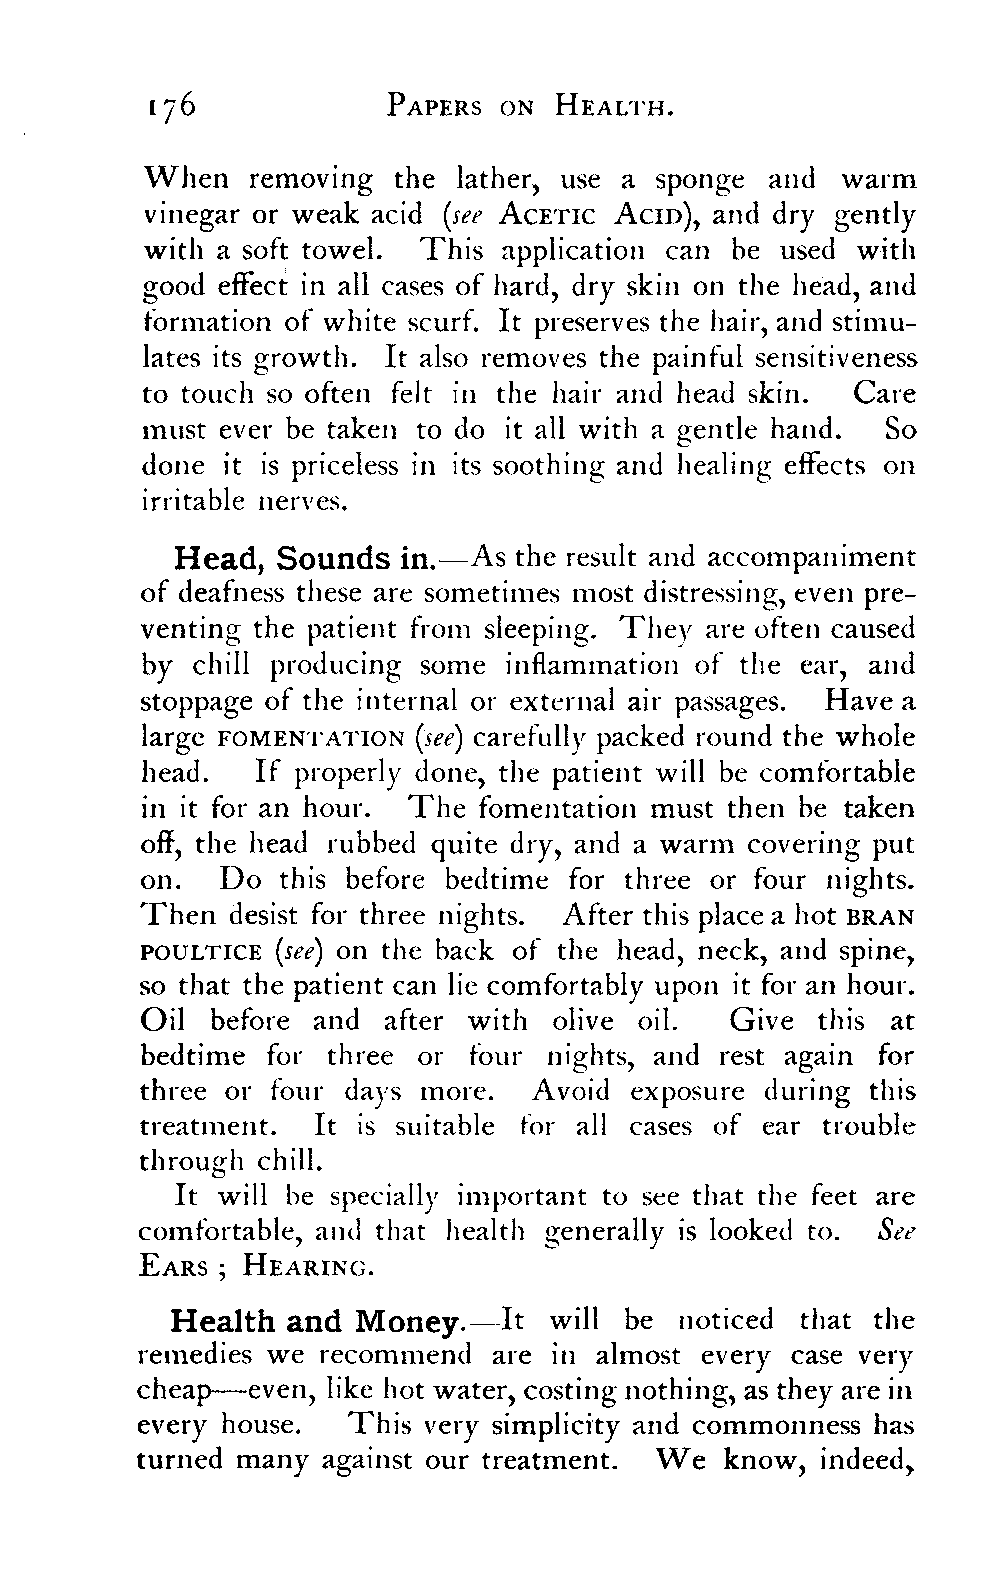 176 PAPERS ON HEALTH.
When removing the lather, use a sponge and warm
vinegar or weak acid (see ACETIC ACID), and dry gently
with a soft towel. This application can be used with
good effect in all cases of hard, dry skin on the head, and
formation of white scurf. It preserves the hair, and stimu-
lates its growth. It also removes the painful sensitiveness
to touch so often felt in the hair and head skin. Care
must ever be taken to do it all with a gentle hand. So
done it is priceless in its soothing and healing effects on
irritable nerves.
Head, Sounds in.—As the result and accompaniment
of deafness these are sometimes most distressing, even pre-
venting the patient from sleeping. They are often caused
by chill producing some inflammation of the ear, and
stoppage of the internal or external air passages. Have a
large FOMENTATION (see) carefully packed round the whole
head. If properly done, the patient will be comfortable
in it for an hour. The fomentation must then be taken
off, the head rubbed quite dry, and a warm covering put
on. Do this before bedtime for three or four nights.
Then desist for three nights. After this place a hot BRAN
POULTICE (see) on the back of the head, neck, and spine,
so that the patient can lie comfortably upon it for an hour.
Oil before and after with olive oil. Give this at
bedtime for three or four nights, and rest again for
three or four days more. Avoid exposure during this
treatment. It is suitable for all cases of ear trouble
through chill.
It will be specially important to see that the feet are
comfortable, and that health generally is looked to. See
EARS ; HEARING.
Health and Money.—It will be noticed that the
remedies we recommend are in almost every case very
cheap—even, like hot water, costing nothing, as they are in
every house. This very simplicity and commonness has
turned many against our treatment. We know, indeed,